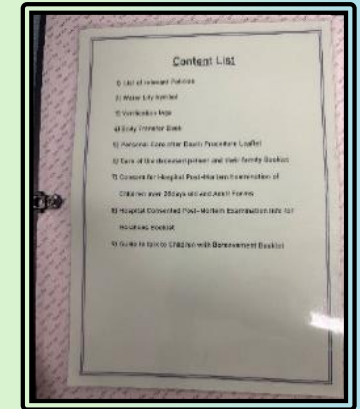 Content List
1) List of relevant Policies
2) Water Lily Symbol
3) Verification
4) Body Transfer Book
5) Personal Care after Death Procedure Leaflet
6) Care of the deceased patient and their family Booklet
7) Consent for Hospital Post-Mortem Examination of
Children over 28days old and Adult Forms
8) Hospital Consented Post-Mortem Examination Info for
Relatives Booklet
9) Guide to talk to Children with Bereavement Booklet